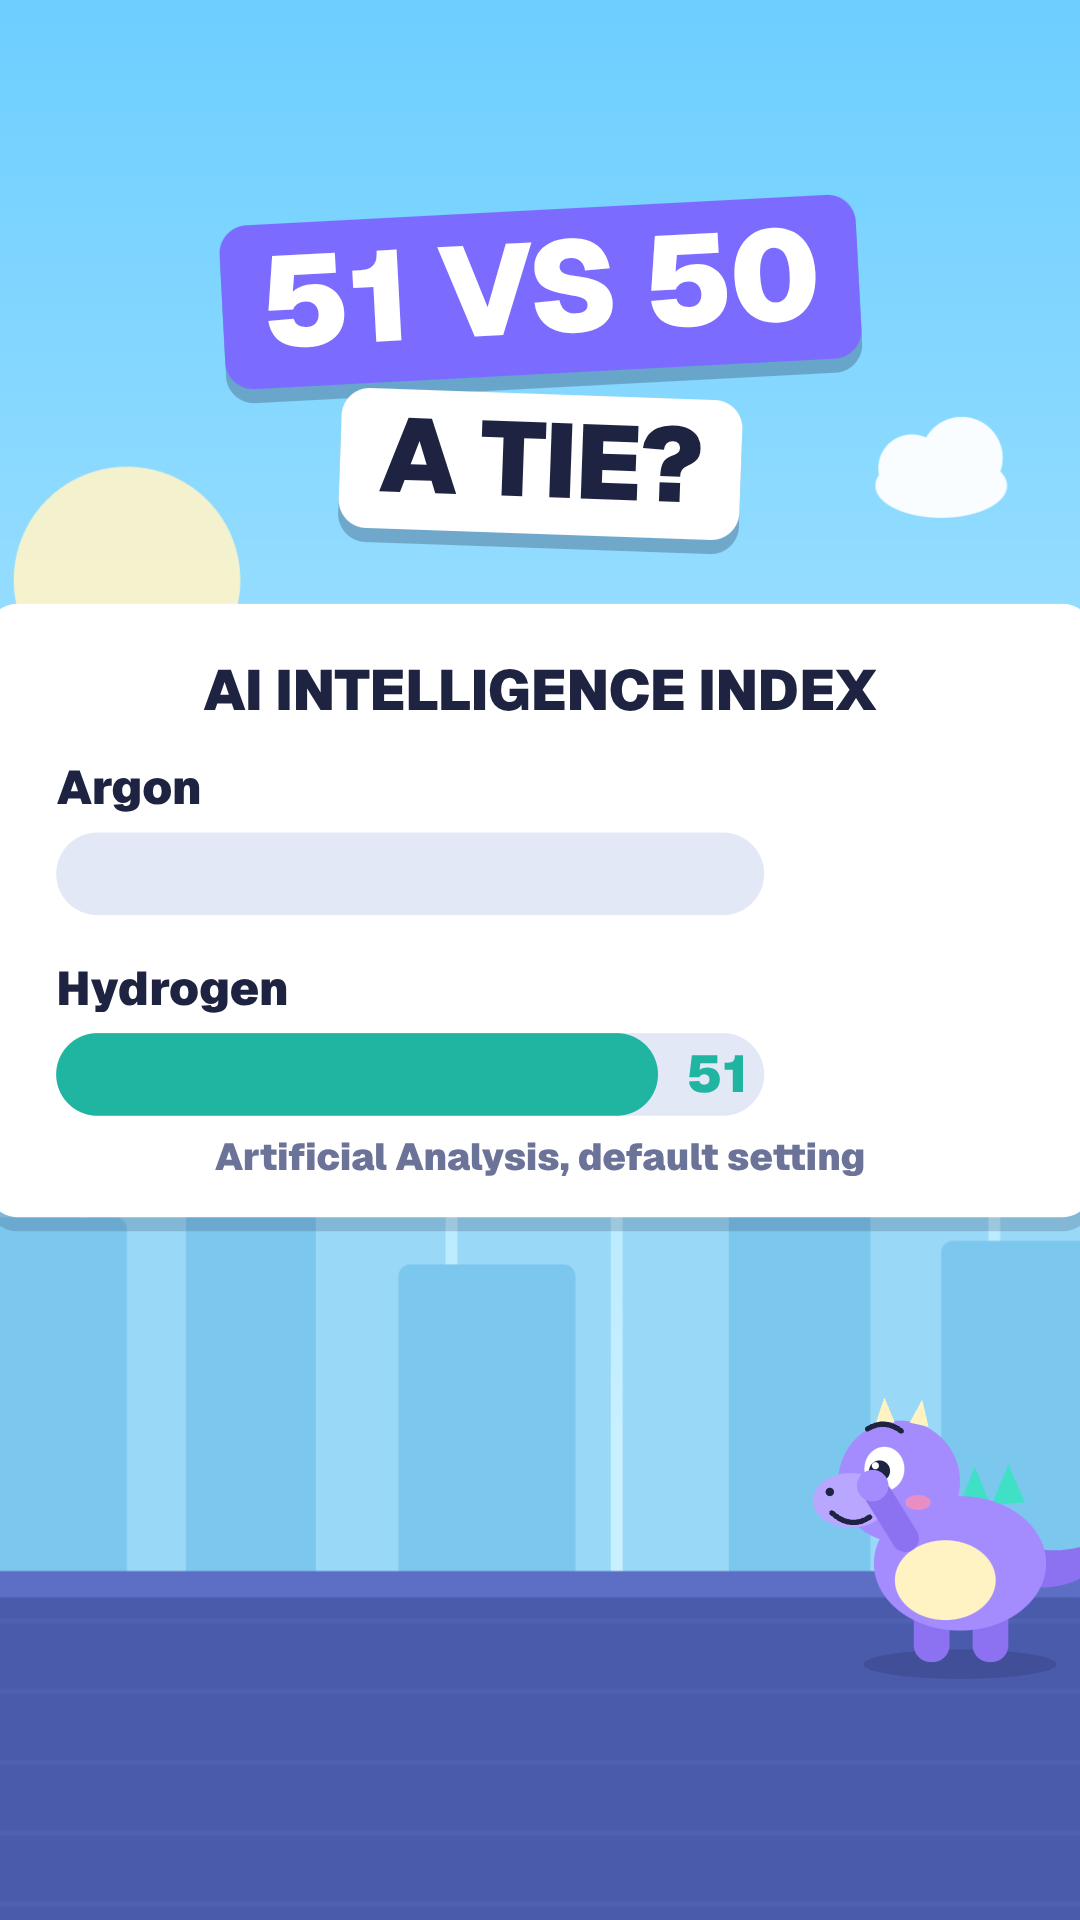 51 VS 50
A TIE?
AI INTELLIGENCE INDEX
Argon
Hydrogen
51
Artificial Analysis, default setting